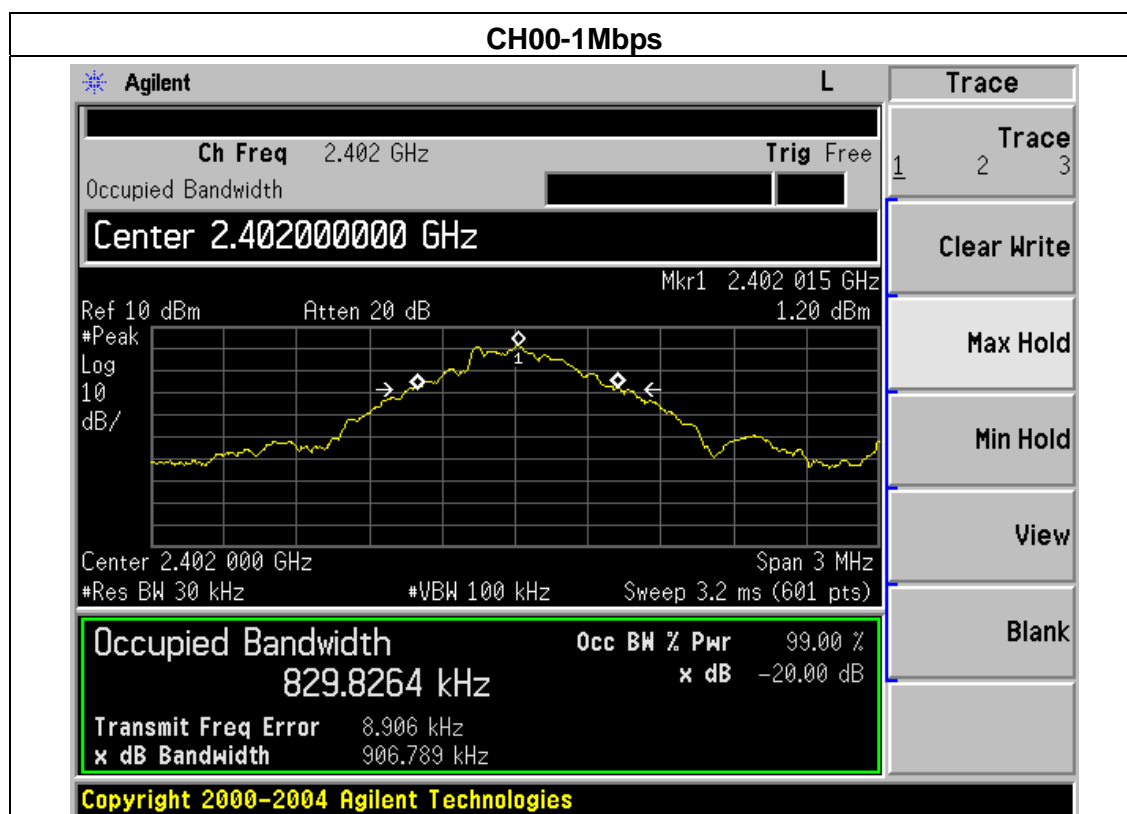 CH00-1Mbps
Agilent L Trace
Ch Freq 2.402 GHz Trig Free
Occupied Bandwidth
Trace
1 2 3
Center 2.402000000 GHz
Clear Write
Mkr1 2.402 015 GHz
Ref 10 dBm Atten 20 dB 1.20 dBm
#Peak
Log
10
dB/
1
Max Hold
Min Hold
View
Center 2.402 000 GHz Span 3 MHz
#Res BW 30 kHz #VBW 100 kHz Sweep 3.2 ms (601 pts)
Blank
Occupied Bandwidth Occ BW % Pwr 99.00 %
829.8264 kHz x dB -20.00 dB
Transmit Freq Error 8.906 kHz
x dB Bandwidth 906.789 kHz
Copyright 2000-2004 Agilent Technologies